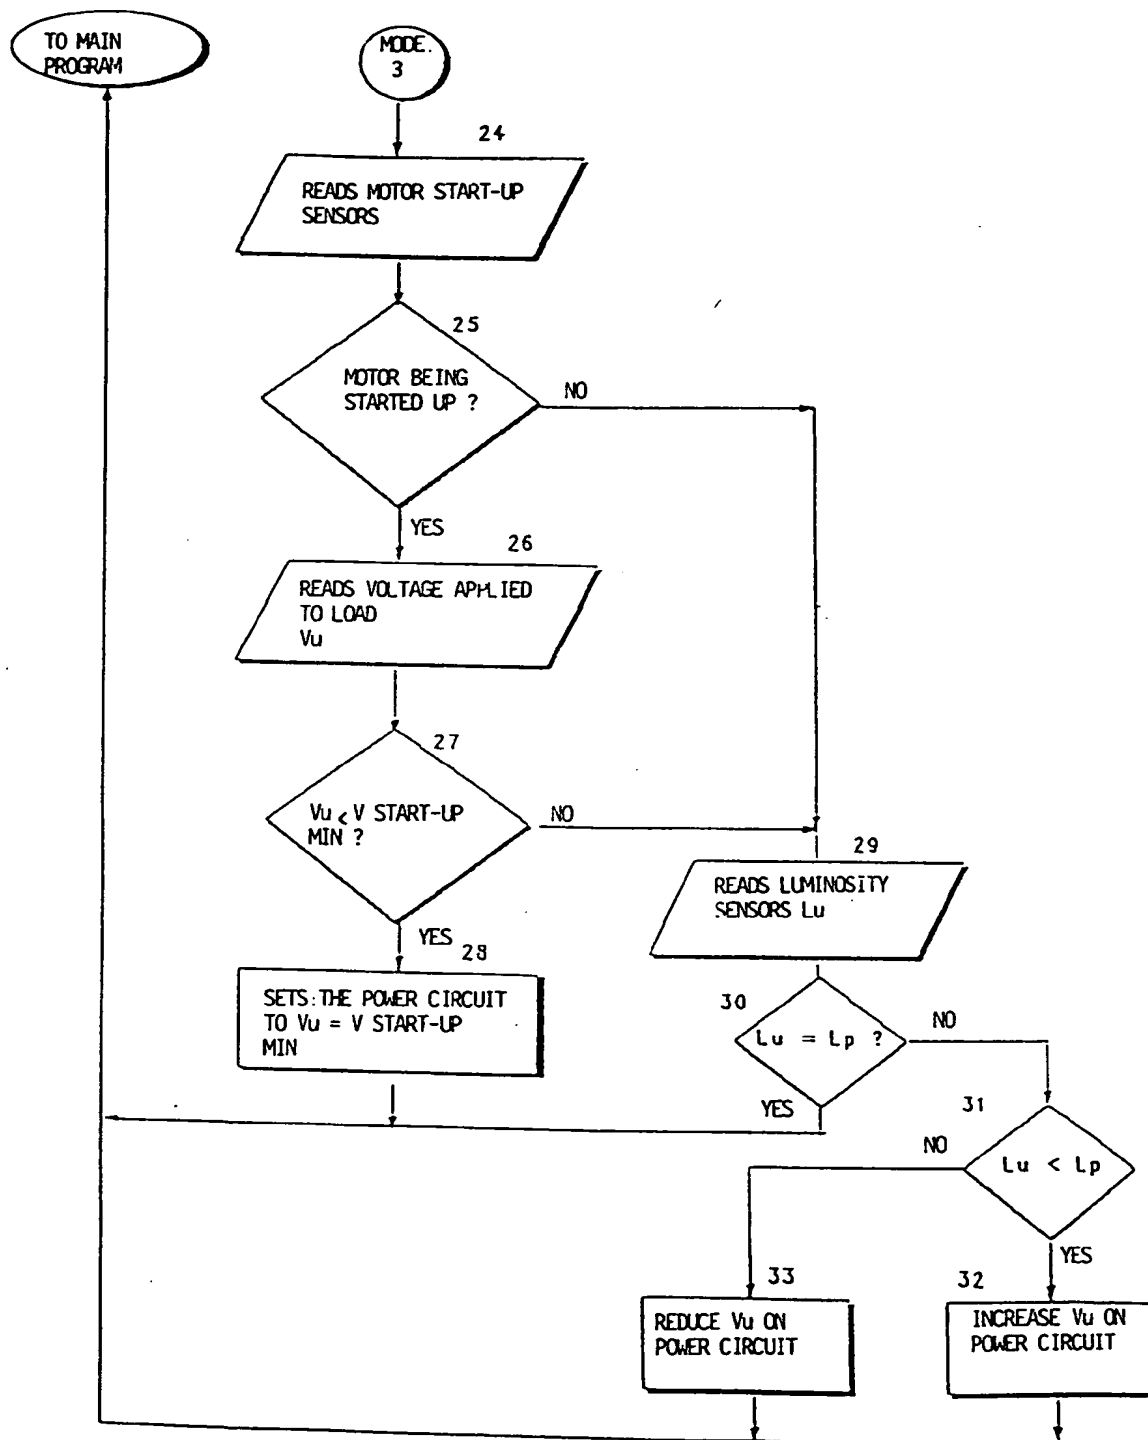 TO MAIN
PROGRAM
MODE.
3
24
READS MOTOR START-UP
SENSORS
25
MOTOR BEING
STARTED UP ?
NO
YES
26
READS VOLTAGE APPLIED
TO LOAD
Vu
27
Vu < V START-UP
MIN ?
NO
YES
28
SETS:THE POWER CIRCUIT
TO Vu = V START-UP
MIN
29
READS LUMINOSITY
SENSORS Lu
30
Lu = Lp ?
NO
YES
31
Lu < Lp
NO
YES
33
REDUCE Vu ON
POWER CIRCUIT
32
INCREASE Vu ON
POWER CIRCUIT